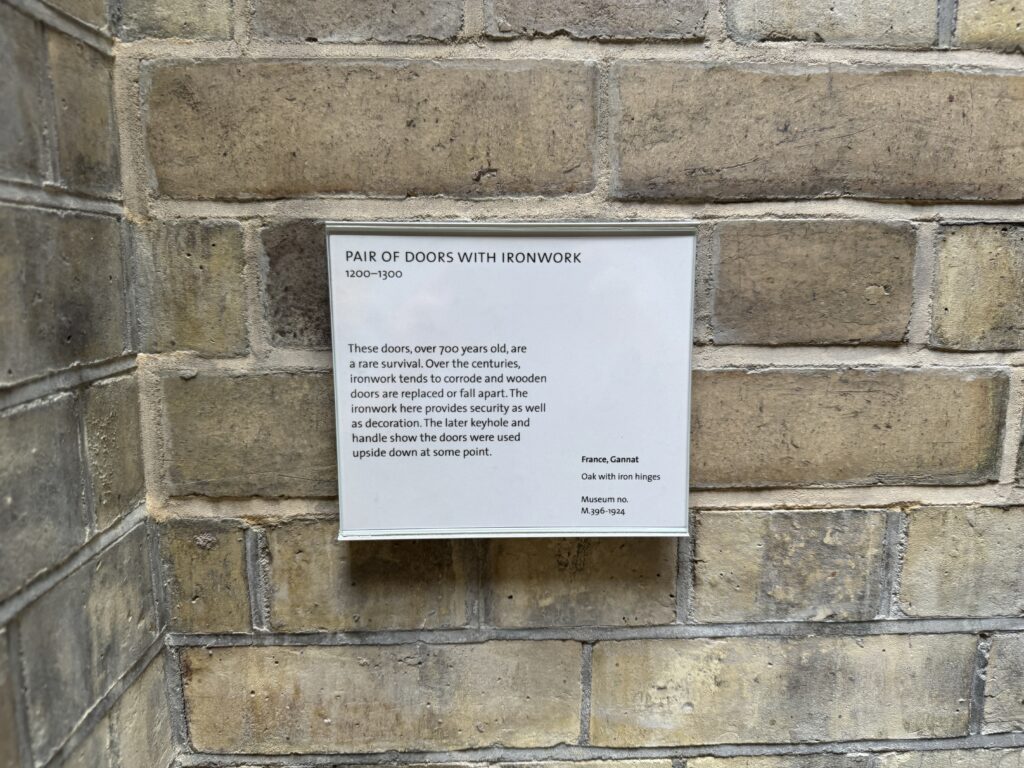 PAIR OF DOORS WITH IRONWORK
1200–1300
These doors, over 700 years old, are
a rare survival. Over the centuries,
ironwork tends to corrode and wooden
doors are replaced or fall apart. The
ironwork here provides security as well
as decoration. The later keyhole and
handle show the doors were used
upside down at some point.
France, Gannat
Oak with iron hinges
Museum no.
M.396-1924